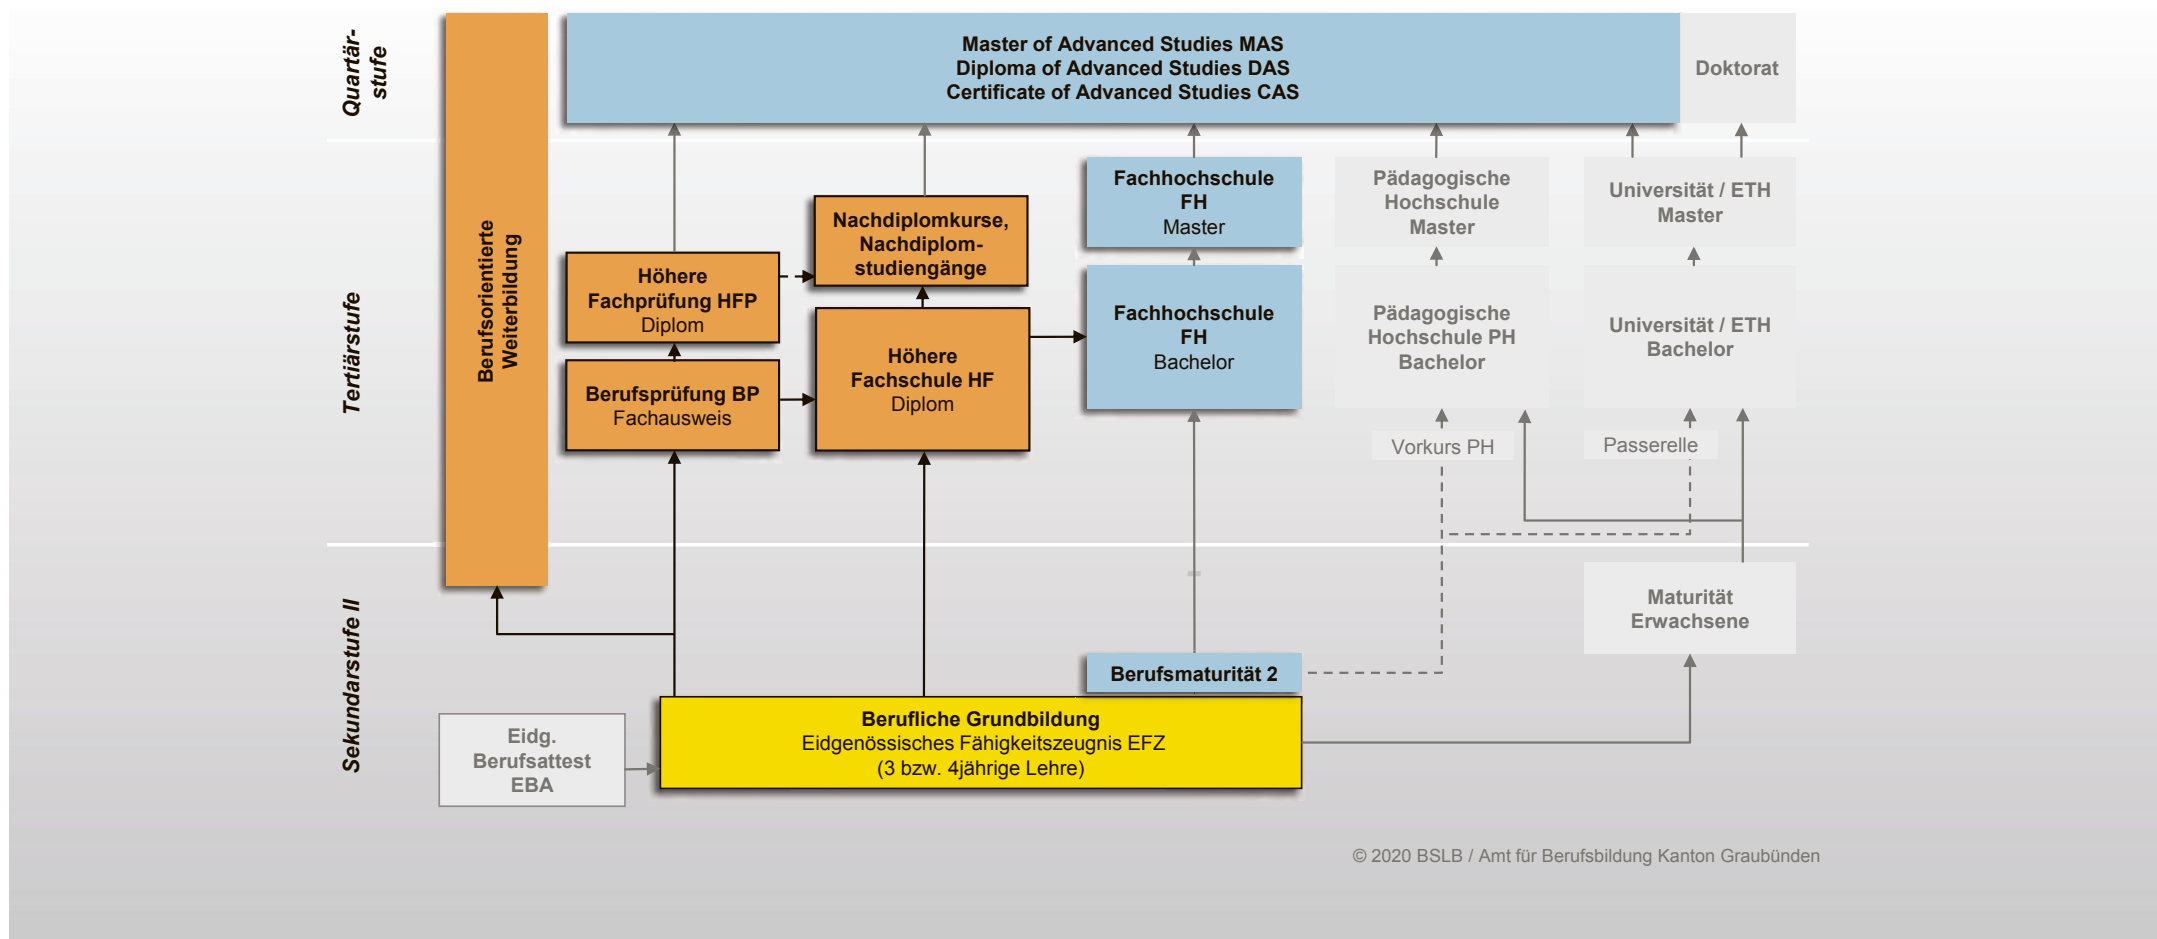 Quartär-
stufe
Master of Advanced Studies MAS
Diploma of Advanced Studies DAS
Certificate of Advanced Studies CAS
Doktorat
Tertiärstufe
Berufsorientierte
Weiterbildung
Höhere
Fachprüfung HFP
Diplom
Nachdiplomkurse,
Nachdiplom-
studiengänge
Fachhochschule
FH
Master
Pädagogische
Hochschule
Master
Universität / ETH
Master
Berufsprüfung BP
Fachausweis
Höhere
Fachschule HF
Diplom
Fachhochschule
FH
Bachelor
Pädagogische
Hochschule PH
Bachelor
Universität / ETH
Bachelor
Vorkurs PH
Passerelle
Sekundarstufe II
Maturität
Erwachsene
Berufsmaturität 2
Eidg.
Berufsattest
EBA
Berufliche Grundbildung
Eidgenössisches Fähigkeitszeugnis EFZ
(3 bzw. 4jährige Lehre)
© 2020 BSLB / Amt für Berufsbildung Kanton Graubünden